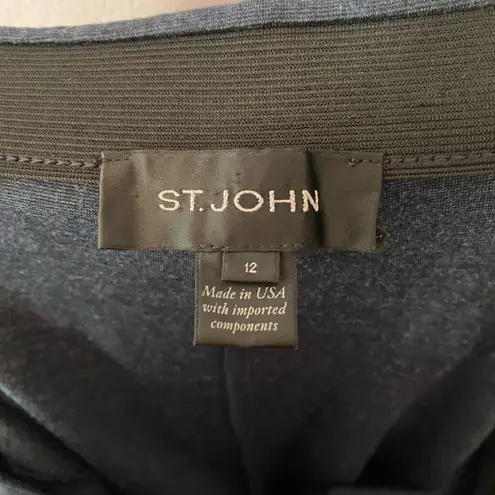 ST. JOHN
12
Made in USA
with imported
components